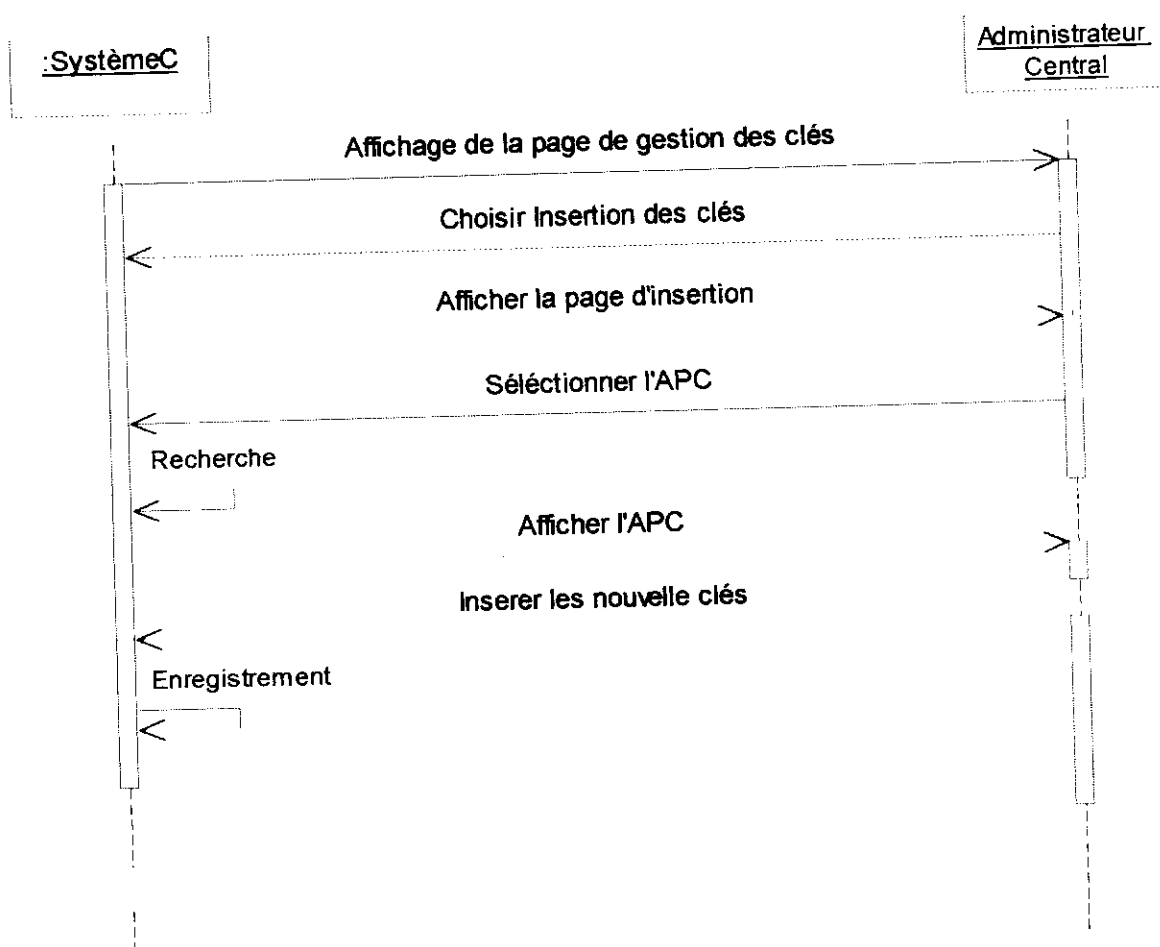 :SystèmeC
Administrateur
Central
Affichage de la page de gestion des clés
Choisir Insertion des clés
Afficher la page d'insertion
Séléctionner l'APC
Recherche
Afficher l'APC
Inserer les nouvelle clés
Enregistrement